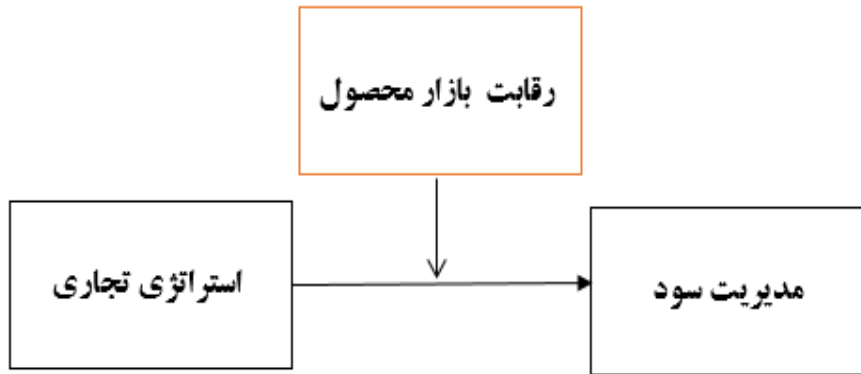 رقابت بازار محصول
استراتژی تجاری
مدیریت سود